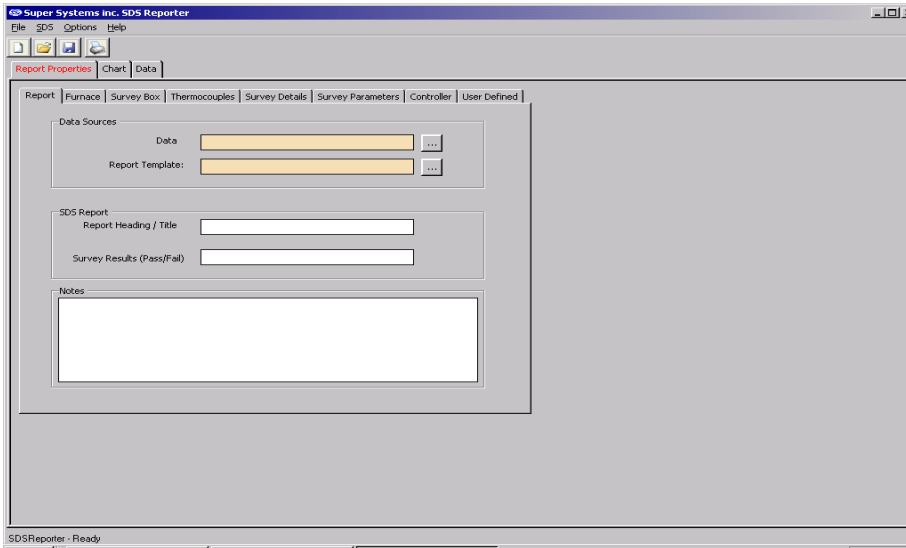 Super Systems inc. SDS Reporter
File SDS Options Help
Report Properties Chart Data
Report Furnace Survey Box Thermocouples Survey Details Survey Parameters Controller User Defined
Data Sources
Data
...
Report Template:
...
SDS Report
Report Heading / Title
Survey Results (Pass/Fail)
Notes
SDSReporter - Ready